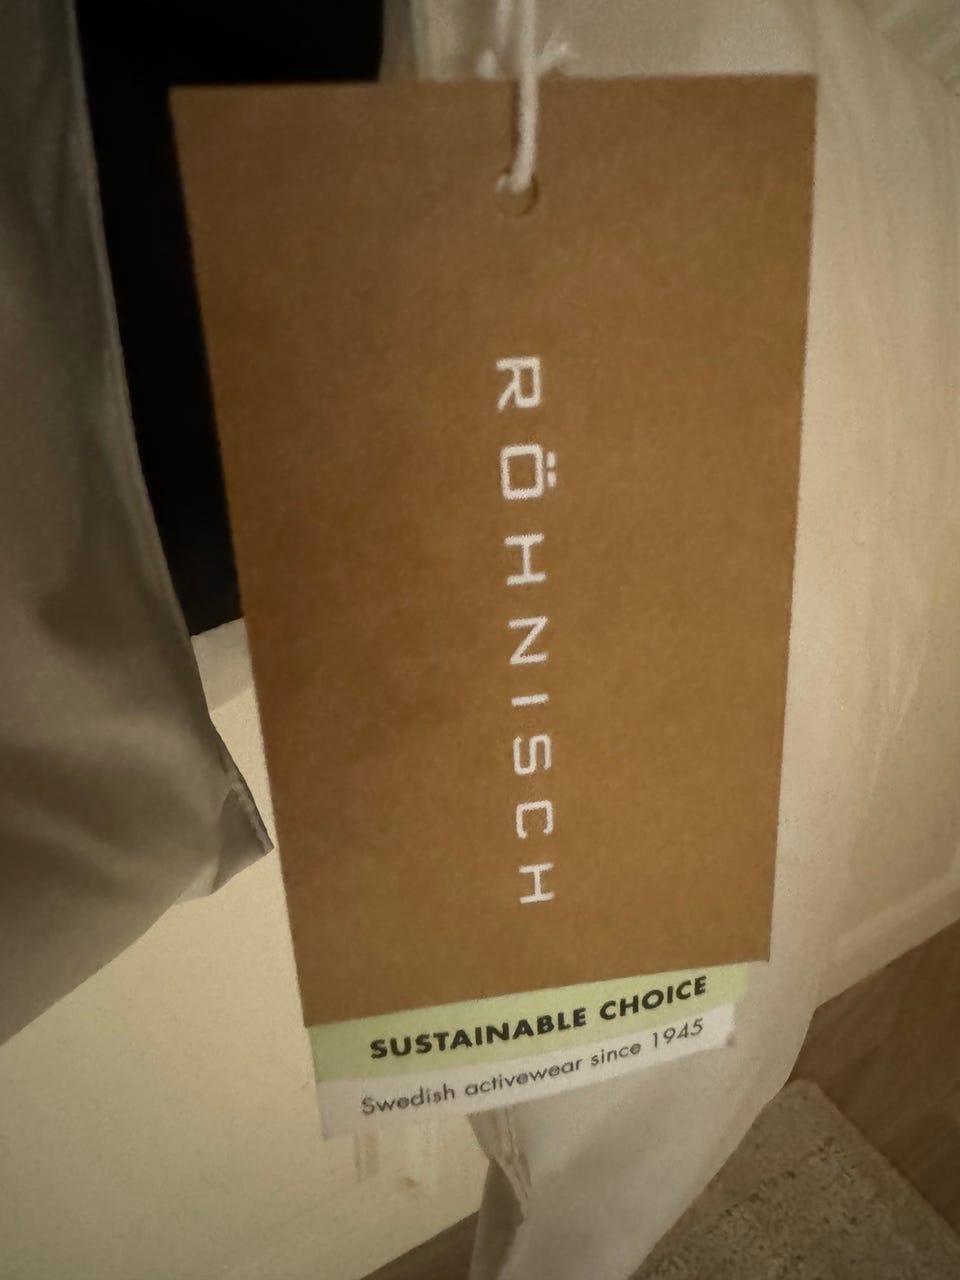 RÖHNISCH
SUSTAINABLE CHOICE
Swedish activewear since 1945